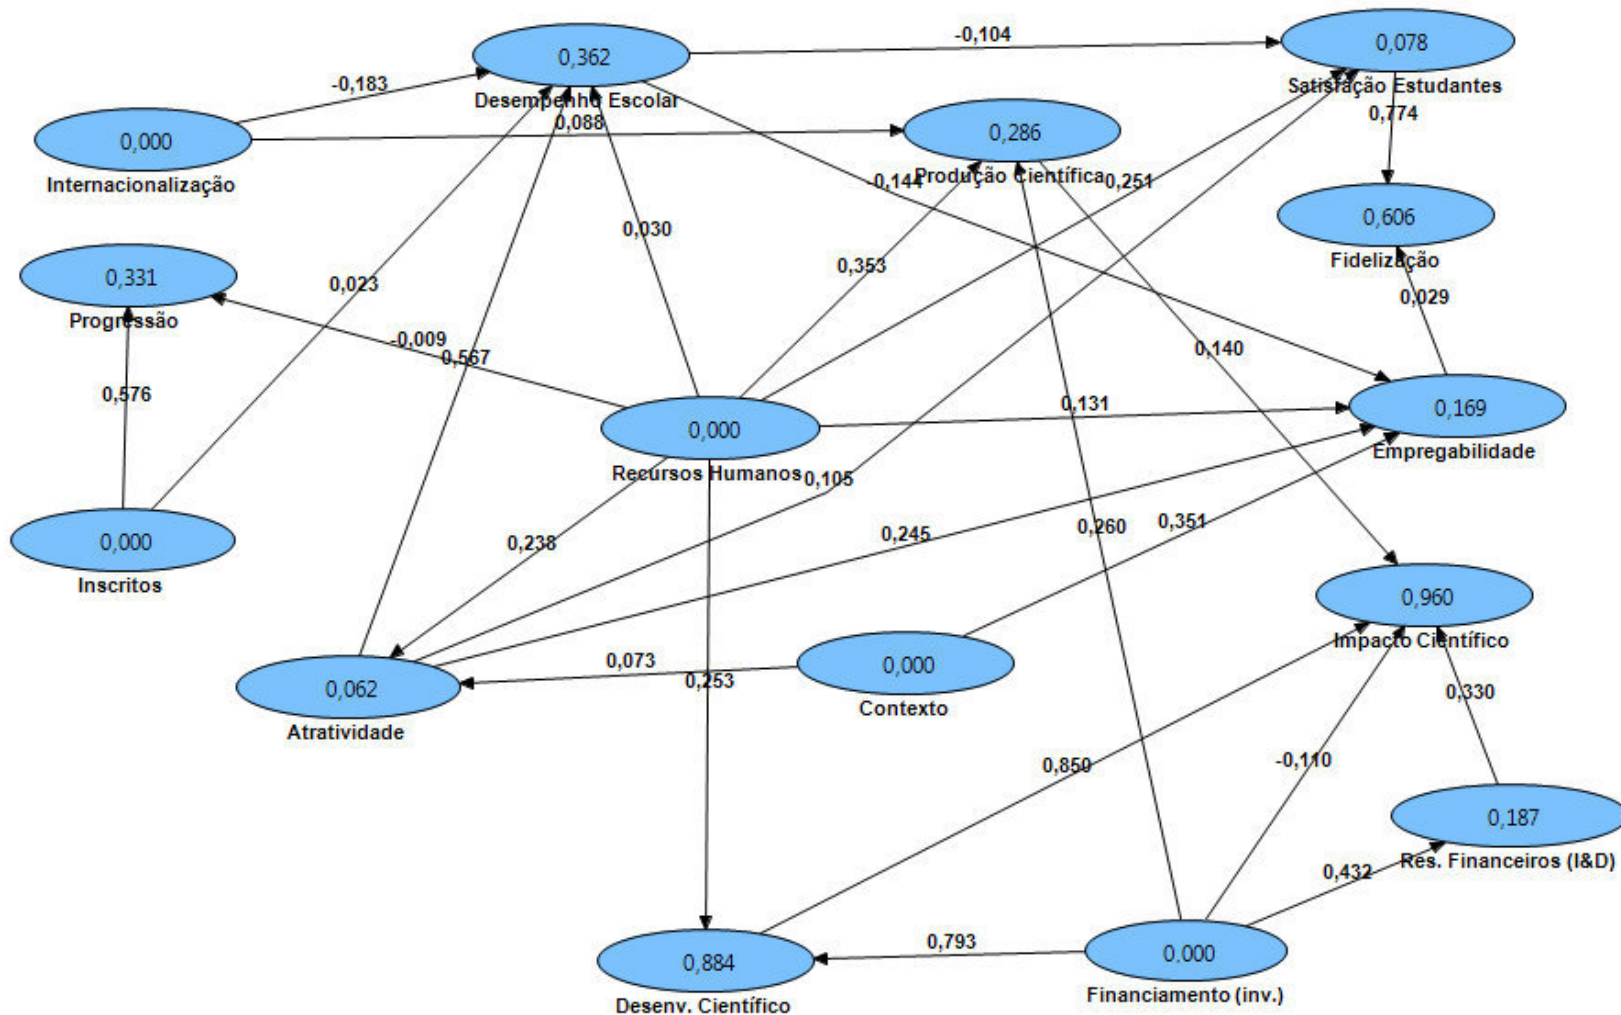 -0,104
0,362
0,078
-0,183
Desempenho Escolar
Satisfação Estudantes
0,088
0,774
0,000
0,286
Internacionalização
Produção Científica
-0,144
0,251
0,606
0,030
Fidelização
0,331
0,353
0,023
0,029
Progressão
-0,009
0,567
0,140
0,576
0,131
0,000
0,169
Recursos Humanos
Empregabilidade
0,105
0,000
0,238
0,245
0,260
0,351
Inscritos
0,960
Impacto Científico
0,073
0,000
0,253
0,062
0,330
Contexto
Atratividade
0,850
-0,110
0,187
Res. Financeiros (I&D)
0,432
0,793
0,884
0,000
Desenv. Científico
Financiamento (inv.)